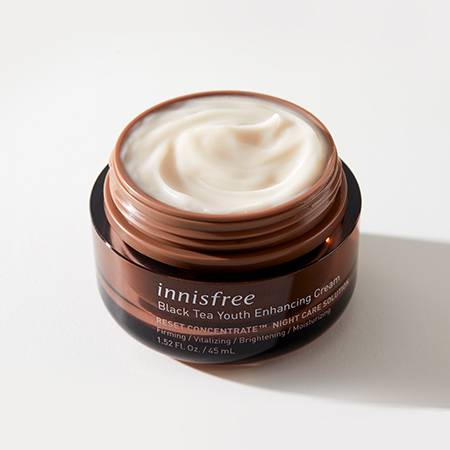 innisfree
Black Tea Youth Enhancing Cream
RESET CONCENTRATE™ NIGHT CARE SOLUTION
Firming / Vitalizing / Brightening / Moisturizing
1.52 Fl. Oz. / 45 mL